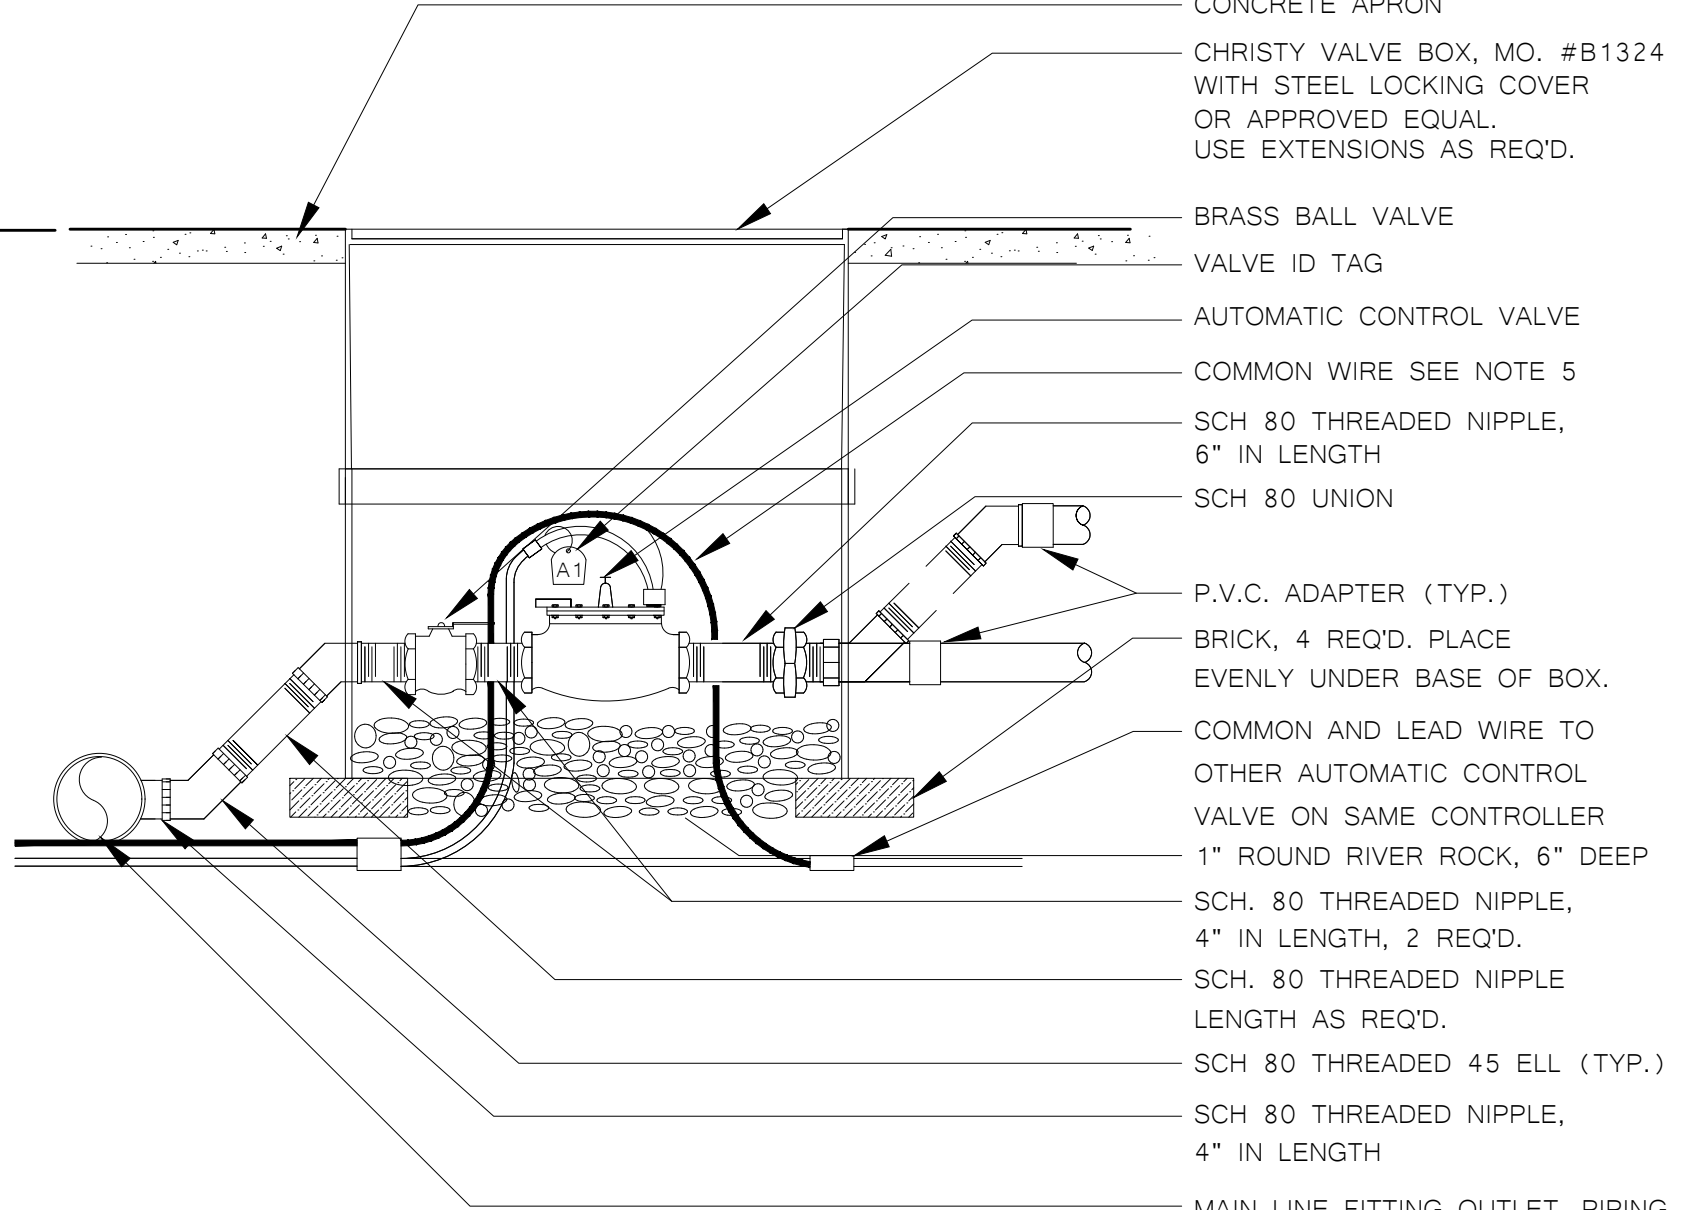 CONCRETE APRON
CHRISTY VALVE BOX, MO. #B1324
WITH STEEL LOCKING COVER
OR APPROVED EQUAL.
USE EXTENSIONS AS REQ'D.
BRASS BALL VALVE
VALVE ID TAG
AUTOMATIC CONTROL VALVE
COMMON WIRE SEE NOTE 5
SCH 80 THREADED NIPPLE,
6" IN LENGTH
SCH 80 UNION
A1
P.V.C. ADAPTER (TYP.)
BRICK, 4 REQ'D. PLACE
EVENLY UNDER BASE OF BOX.
COMMON AND LEAD WIRE TO
OTHER AUTOMATIC CONTROL
VALVE ON SAME CONTROLLER
1" ROUND RIVER ROCK, 6" DEEP
SCH. 80 THREADED NIPPLE,
4" IN LENGTH, 2 REQ'D.
SCH. 80 THREADED NIPPLE
LENGTH AS REQ'D.
SCH 80 THREADED 45 ELL (TYP.)
SCH 80 THREADED NIPPLE,
4" IN LENGTH
MAIN LINE FITTING OUTLET, PIPING